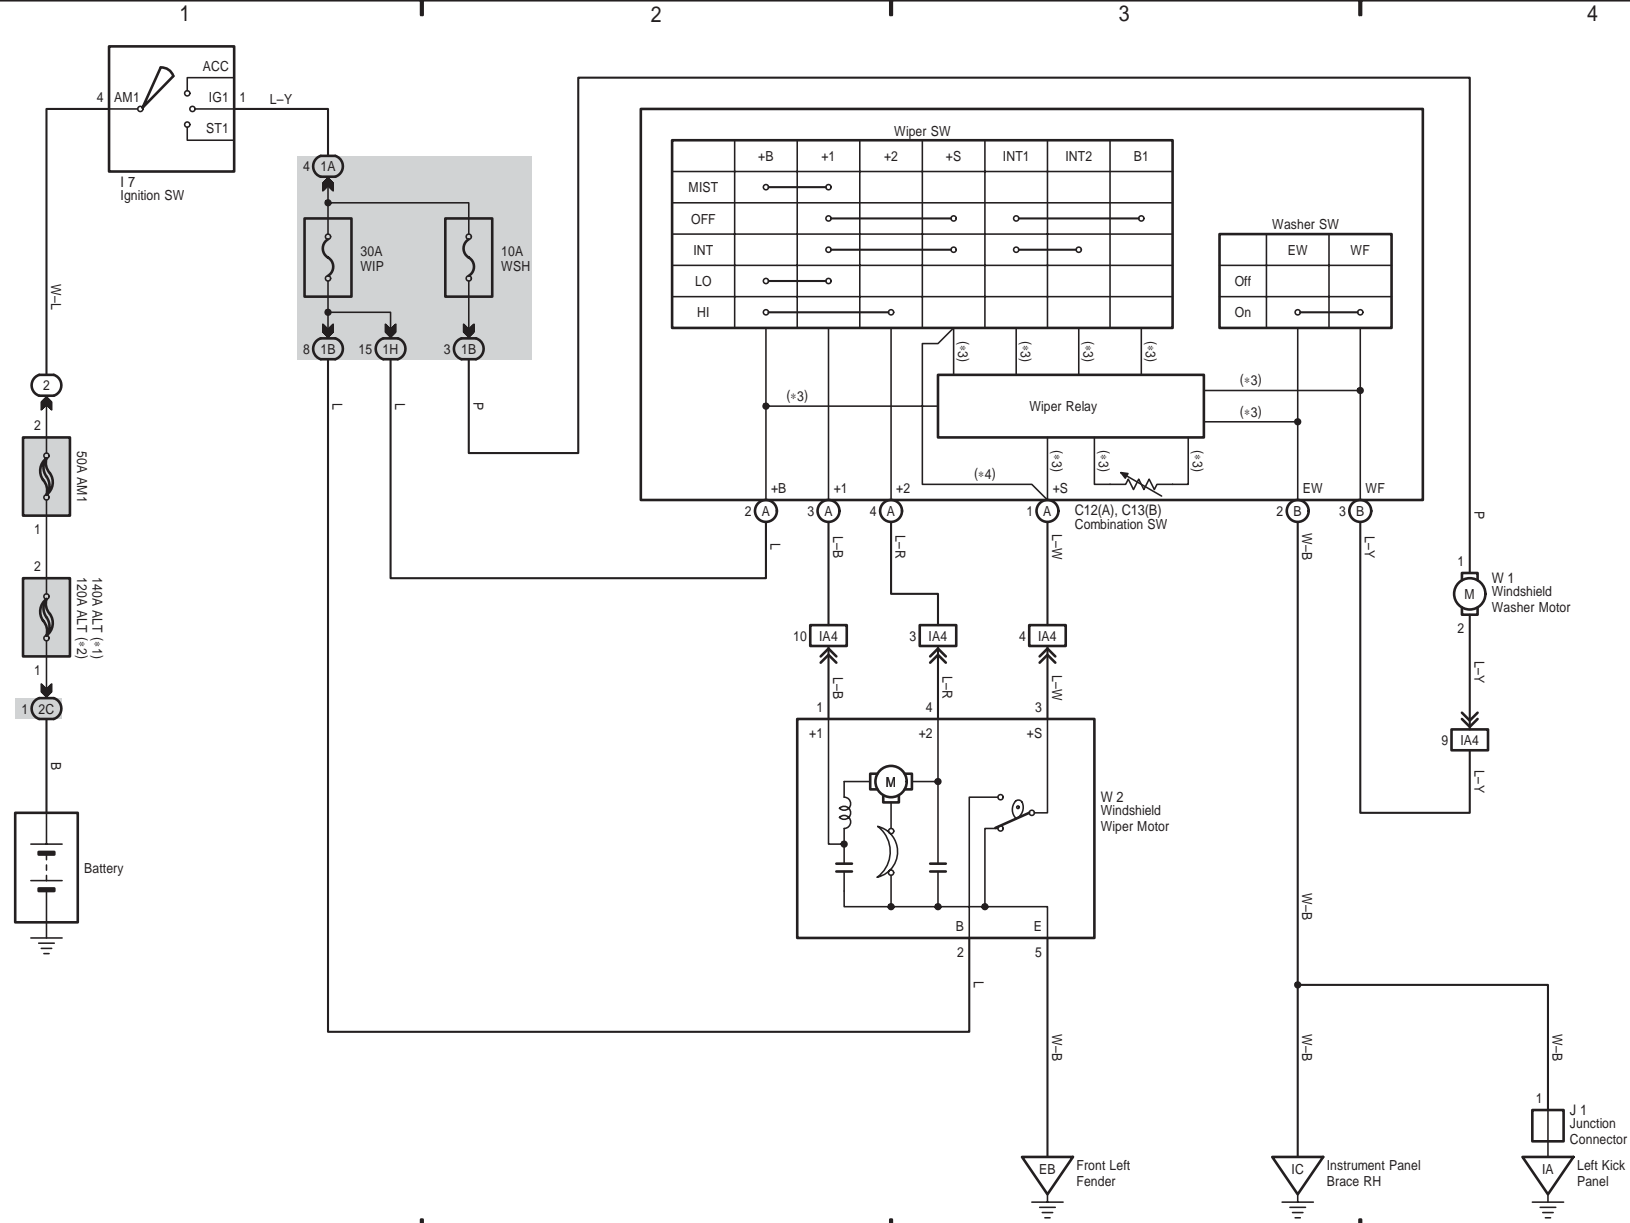 1 2 3 4
ACC
4 AM1 IG1 1 L–Y
ST1
I 7
Ignition SW
4 1A
30A
WIP
10A
WSH
8 1B 15 1H 3 1B
L L P
W–L
2
2
50A AM1
1
2
140A ALT (*1)
120A ALT (*2)
1
1 2C
B
Battery
Wiper SW
+B +1 +2 +S INT1 INT2 B1
MIST
OFF
INT
LO
HI
Washer SW
EW WF
Off
On
(*3) (*3) (*3) (*3)
(*3) Wiper Relay (*3)
(*3)
(*3) (*3) (*3)
(*4)
+B +1 +2 +S EW WF
2 A 3 A 4 A 1 A 2 B 3 B
C12(A), C13(B)
Combination SW
L L–B L–R L–W W–B L–Y P
10 IA4 3 IA4 4 IA4
L–B L–R L–W
1 4 3
+1 +2 +S
M
W 2
Windshield
Wiper Motor
B E
2 5
L
W–B
1
M
W 1
Windshield
Washer Motor
2
L–Y
9 IA4
L–Y
W–B
W–B W–B
1
J 1
Junction
Connector
EB Front Left
Fender
IC Instrument Panel
Brace RH
IA Left Kick
Panel